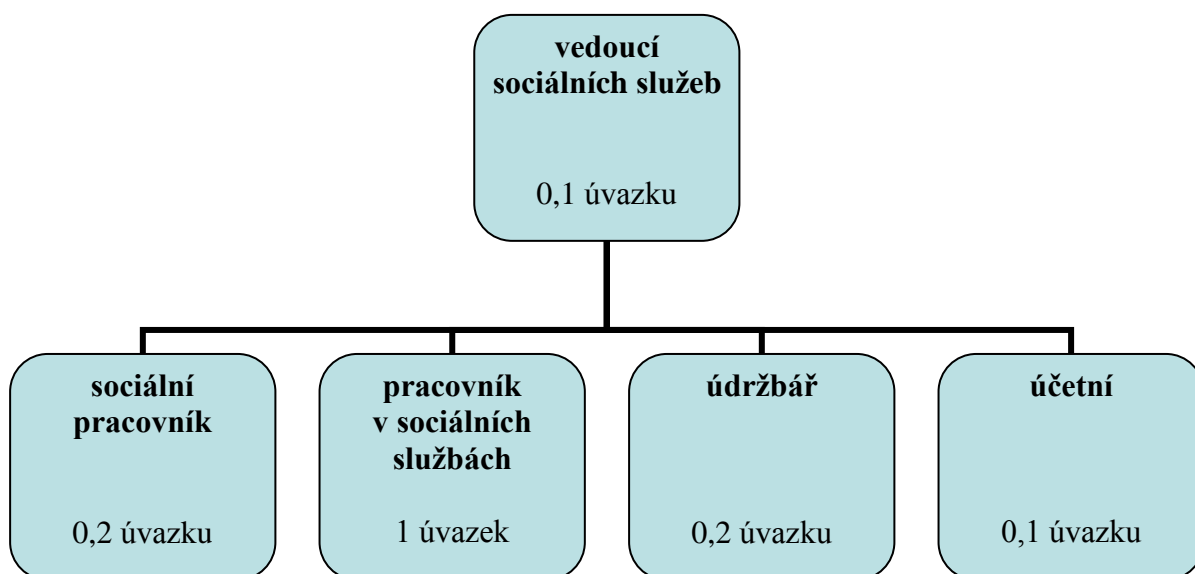 vedoucí
sociálních služeb
0,1 úvazku
sociální
pracovník
0,2 úvazku
pracovník
v sociálních
službách
1 úvazek
údržbář
0,2 úvazku
účetní
0,1 úvazku